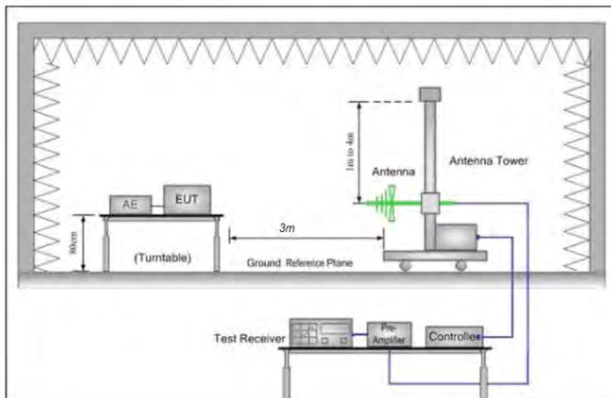 1m to 4m
Antenna
Antenna Tower
AE
EUT
3m
80cm
(Turntable)
Ground Reference Plane
Test Receiver
Pre-
Amplifier
Controller